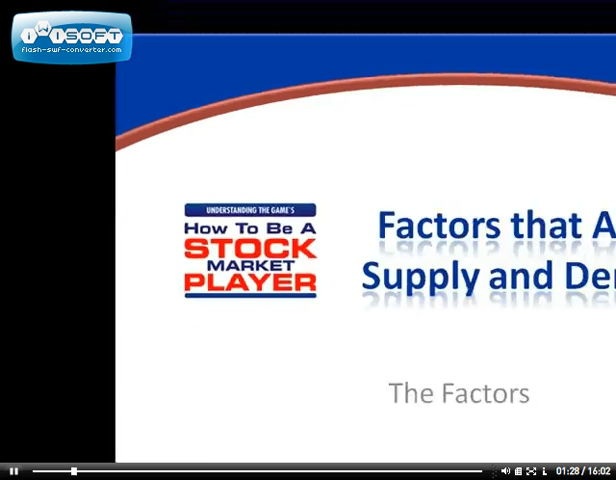 iWiSOFT
flash-swf-converter.com
UNDERSTANDING THE GAME'S
How To Be A
STOCK
MARKET
PLAYER
Factors that A
Supply and De
The Factors
01:28 / 16:02